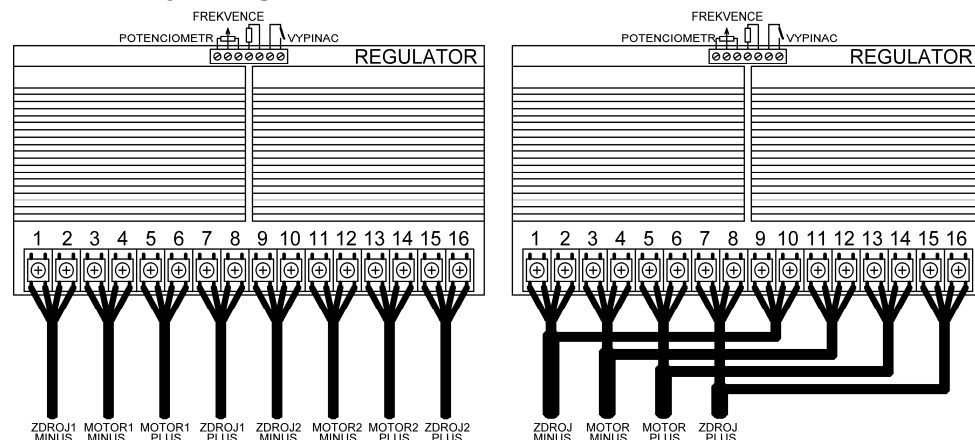 FREKVENCE
POTENCIOMETR VYPINAC
REGULATOR
1 2 3 4 5 6 7 8 9 10 11 12 13 14 15 16
ZDROJ1 MINUS
MOTOR1 MINUS
MOTOR1 PLUS
ZDROJ1 PLUS
ZDROJ2 MINUS
MOTOR2 MINUS
MOTOR2 PLUS
ZDROJ2 PLUS
FREKVENCE
POTENCIOMETR VYPINAC
REGULATOR
1 2 3 4 5 6 7 8 9 10 11 12 13 14 15 16
ZDROJ MINUS
MOTOR MINUS
MOTOR PLUS
ZDROJ PLUS